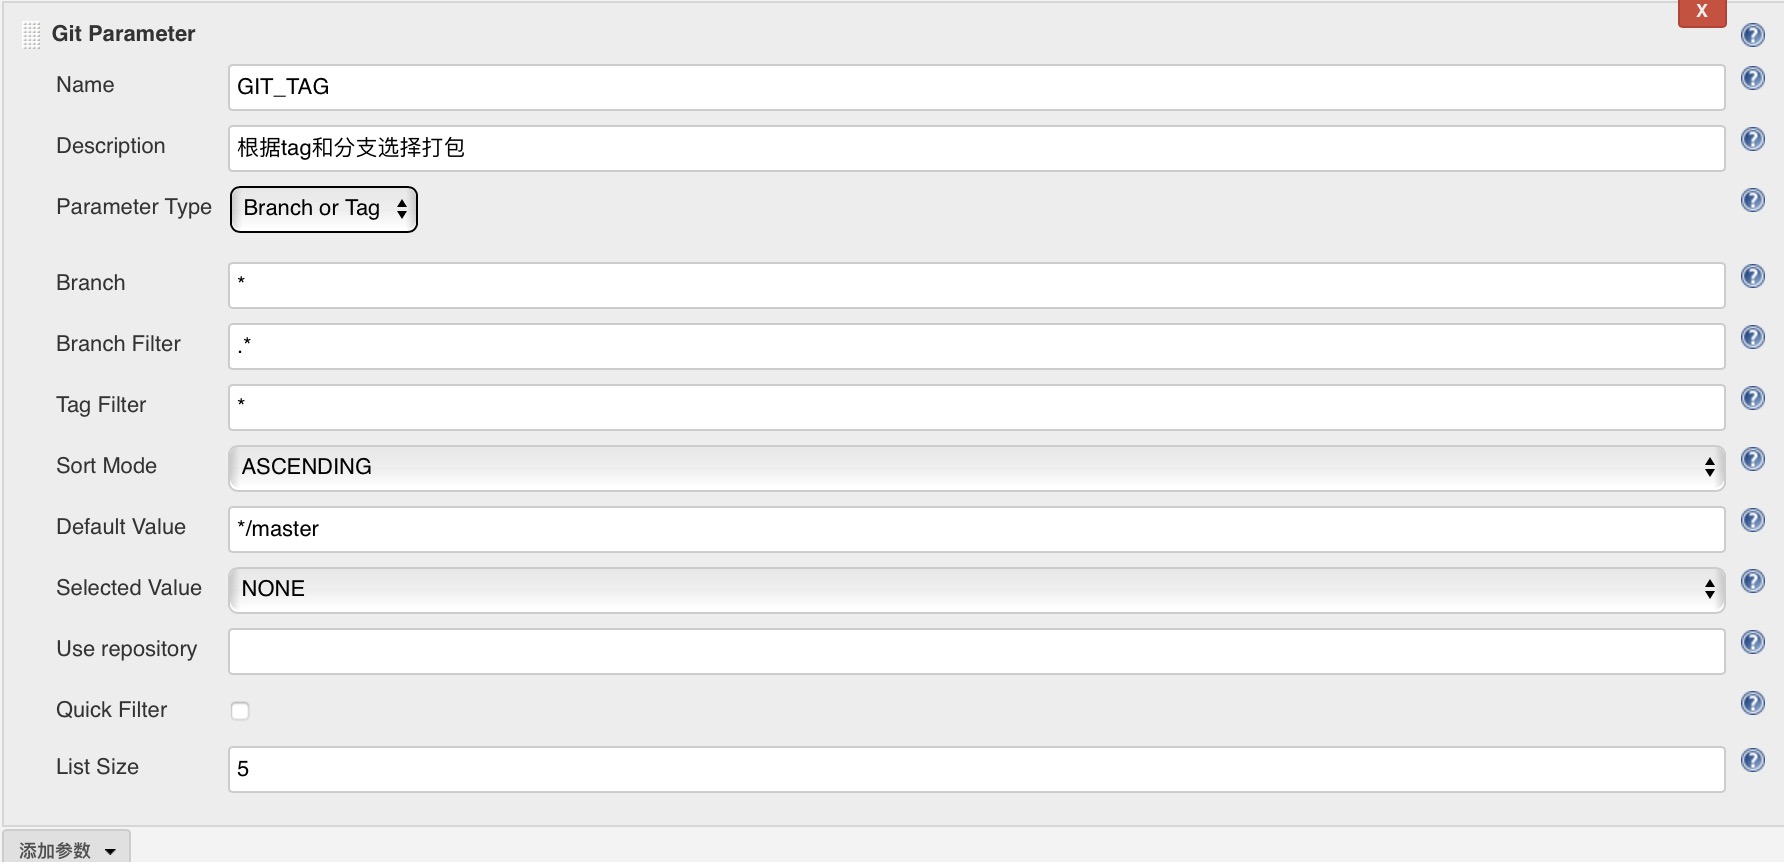 X
Git Parameter
Name GIT_TAG
Description 根据tag和分支选择打包
Parameter Type Branch or Tag
Branch *
Branch Filter .*
Tag Filter *
Sort Mode ASCENDING
Default Value */master
Selected Value NONE
Use repository
Quick Filter
List Size 5
添加参数